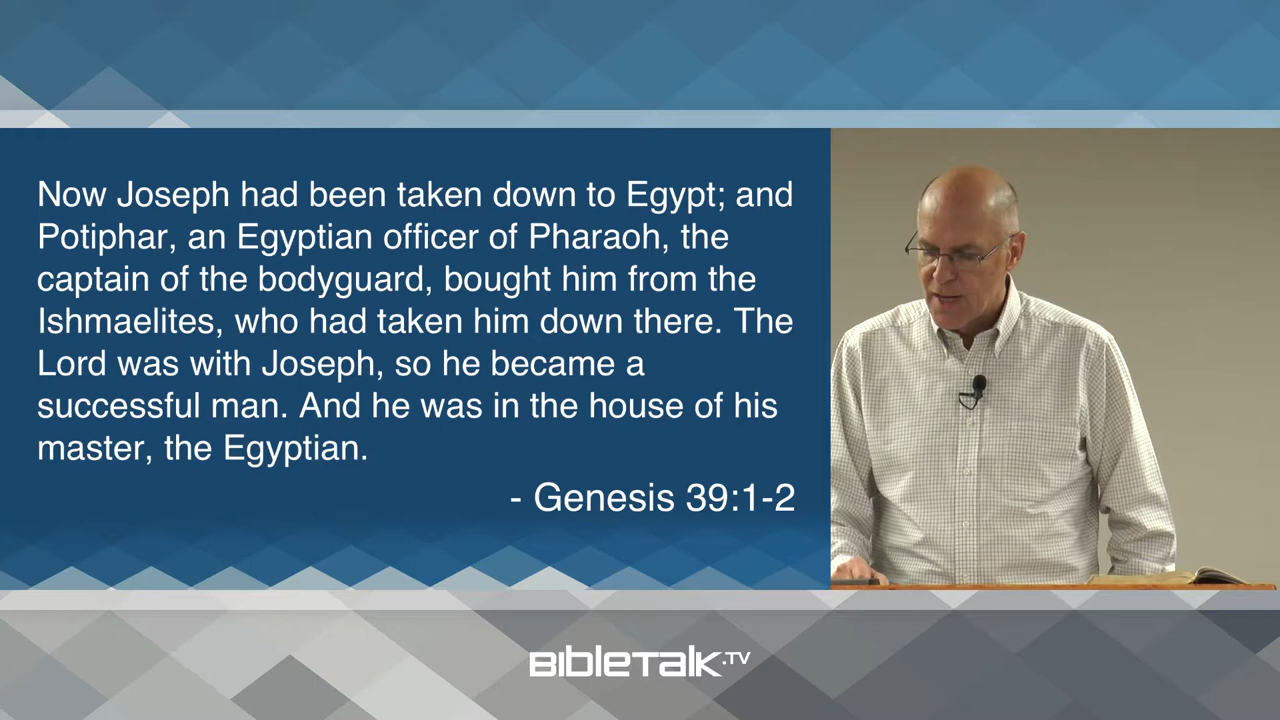 Now Joseph had been taken down to Egypt; and
Potiphar, an Egyptian officer of Pharaoh, the
captain of the bodyguard, bought him from the
Ishmaelites, who had taken him down there. The
Lord was with Joseph, so he became a
successful man. And he was in the house of his
master, the Egyptian.
- Genesis 39:1-2
BIBLETALK.TV